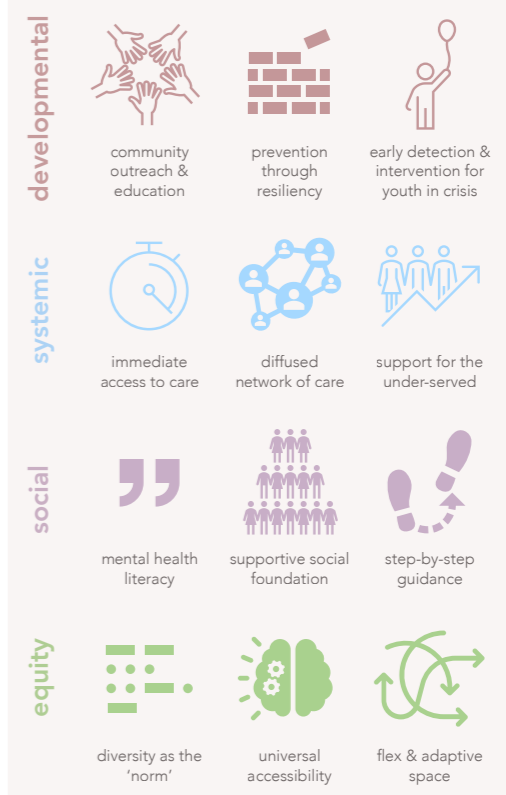 developmental
community
outreach &
education
prevention
through
resiliency
early detection &
intervention for
youth in crisis
systemic
immediate
access to care
diffused
network of care
support for the
under-served
social
mental health
literacy
supportive social
foundation
step-by-step
guidance
equity
diversity as the
'norm'
universal
accessibility
flex & adaptive
space